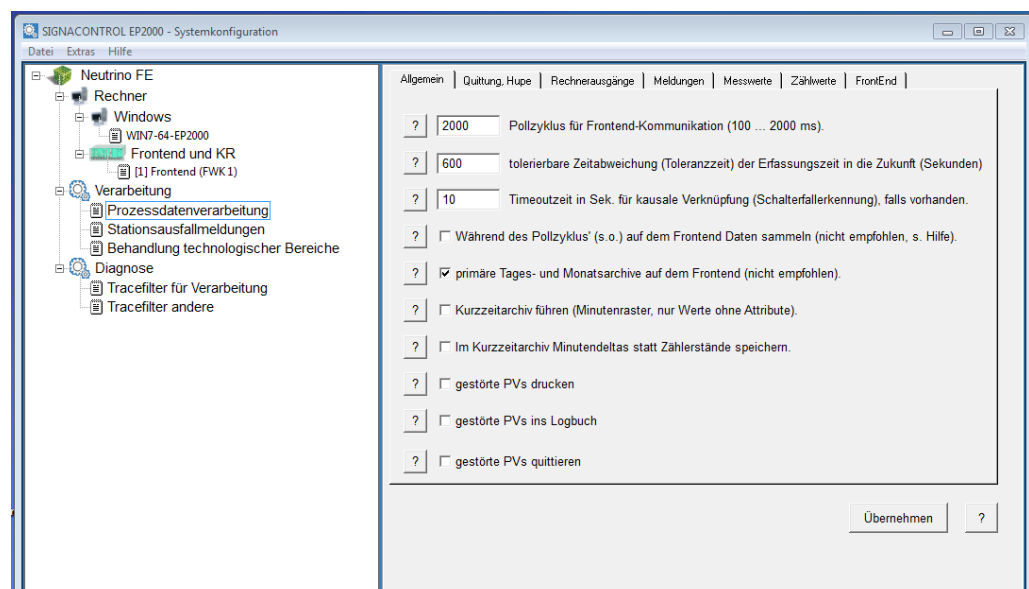 SIGNACONTROL EP2000 - Systemkonfiguration
Datei Extras Hilfe
Neutrino FE
Rechner
Windows
WIN7-64-EP2000
Frontend und KR
[1] Frontend (FWK 1)
Verarbeitung
Prozessdatenverarbeitung
Stationsausfallmeldungen
Behandlung technologischer Bereiche
Diagnose
Tracefilter für Verarbeitung
Tracefilter andere
Allgemein Quittung, Hupe Rechnerausgänge Meldungen Messwerte Zählwerte FrontEnd
? 2000 Pollzyklus für Frontend-Kommunikation (100 ... 2000 ms).
? 600 tolerierbare Zeitabweichung (Toleranzzeit) der Erfassungszeit in die Zukunft (Sekunden)
? 10 Timeoutzeit in Sek. für kausale Verknüpfung (Schalterfallerkennung), falls vorhanden.
? Während des Pollzyklus' (s.o.) auf dem Frontend Daten sammeln (nicht empfohlen, s. Hilfe).
? primäre Tages- und Monatsarchive auf dem Frontend (nicht empfohlen).
? Kurzzeitarchiv führen (Minutenraster, nur Werte ohne Attribute).
? Im Kurzzeitarchiv Minutendeltas statt Zählerstände speichern.
? gestörte PVs drucken
? gestörte PVs ins Logbuch
? gestörte PVs quittieren
Übernehmen ?